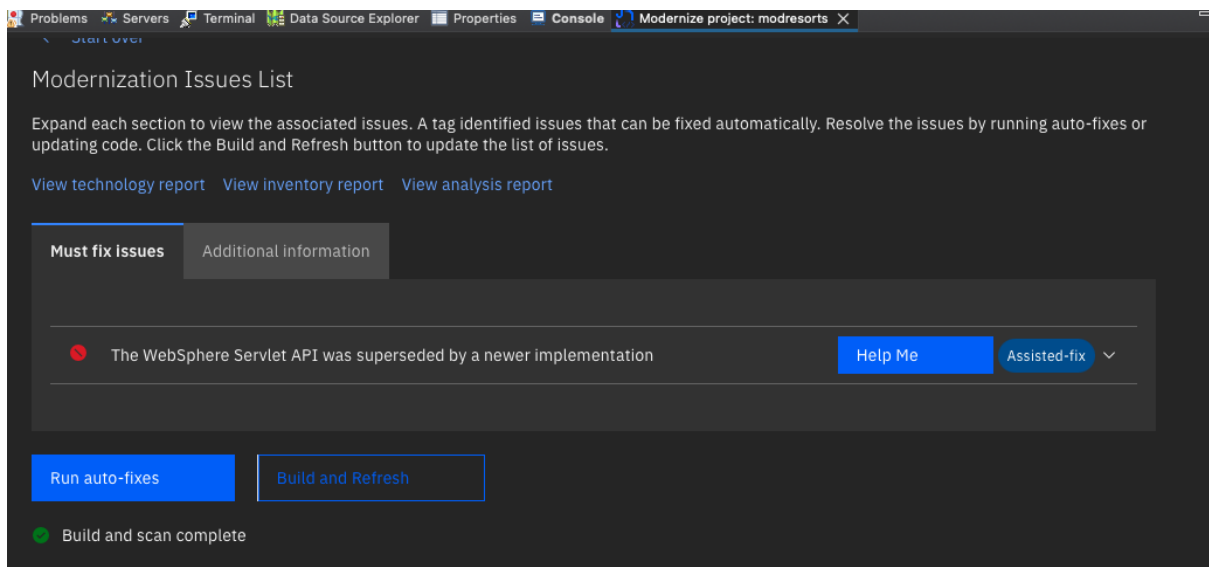 Problems Servers Terminal Data Source Explorer Properties Console Modernize project: modresorts
Start over
Modernization Issues List
Expand each section to view the associated issues. A tag identified issues that can be fixed automatically. Resolve the issues by running auto-fixes or
updating code. Click the Build and Refresh button to update the list of issues.
View technology report View inventory report View analysis report
Must fix issues Additional information
The WebSphere Servlet API was superseded by a newer implementation Help Me Assisted-fix
Run auto-fixes Build and Refresh
Build and scan complete